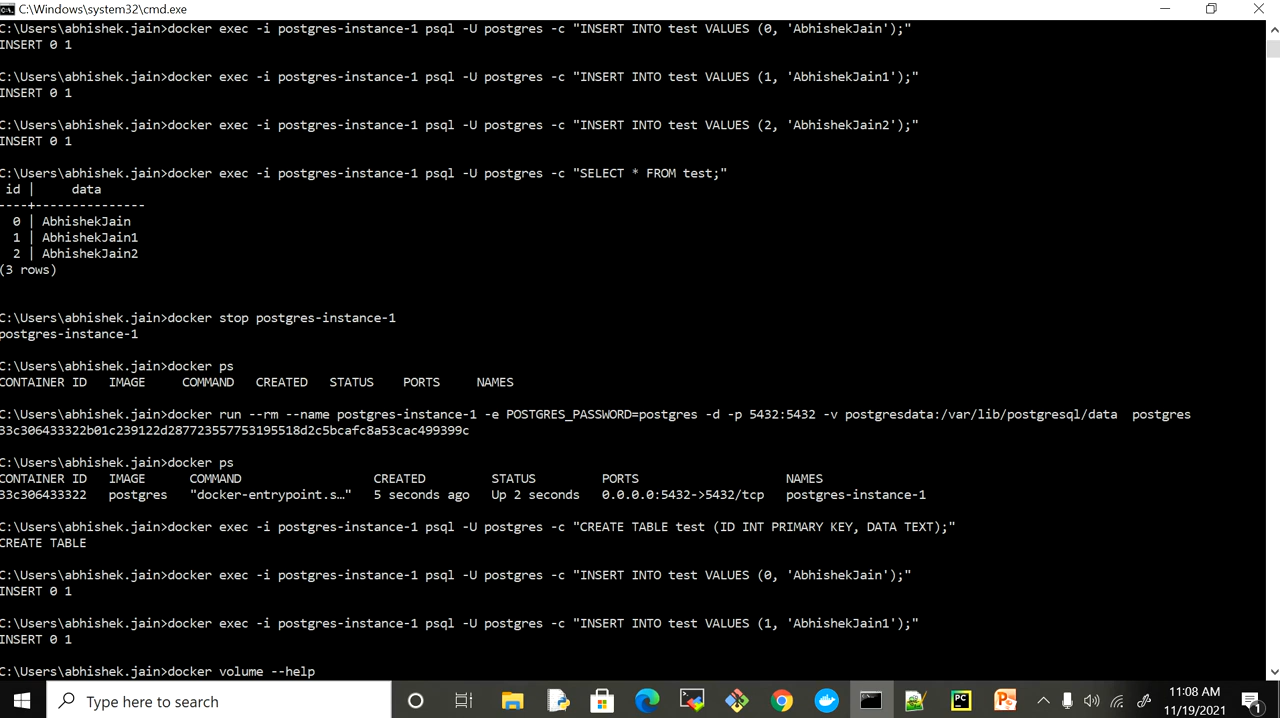 C:\Windows\system32\cmd.exe
C:\Users\abhishek.jain>docker exec -i postgres-instance-1 psql -U postgres -c "INSERT INTO test VALUES (0, 'AbhishekJain');"
INSERT 0 1
C:\Users\abhishek.jain>docker exec -i postgres-instance-1 psql -U postgres -c "INSERT INTO test VALUES (1, 'AbhishekJain1');"
INSERT 0 1
C:\Users\abhishek.jain>docker exec -i postgres-instance-1 psql -U postgres -c "INSERT INTO test VALUES (2, 'AbhishekJain2');"
INSERT 0 1
C:\Users\abhishek.jain>docker exec -i postgres-instance-1 psql -U postgres -c "SELECT * FROM test;"
id | data
----+---------------
0 | AbhishekJain
1 | AbhishekJain1
2 | AbhishekJain2
(3 rows)
C:\Users\abhishek.jain>docker stop postgres-instance-1
postgres-instance-1
C:\Users\abhishek.jain>docker ps
CONTAINER ID IMAGE COMMAND CREATED STATUS PORTS NAMES
C:\Users\abhishek.jain>docker run --rm --name postgres-instance-1 -e POSTGRES_PASSWORD=postgres -d -p 5432:5432 -v postgresdata:/var/lib/postgresql/data postgres
33c306433322b01c239122d287723557753195518d2c5bcafc8a53cac499399c
C:\Users\abhishek.jain>docker ps
CONTAINER ID IMAGE COMMAND CREATED STATUS PORTS NAMES
33c306433322 postgres "docker-entrypoint.s…" 5 seconds ago Up 2 seconds 0.0.0.0:5432->5432/tcp postgres-instance-1
C:\Users\abhishek.jain>docker exec -i postgres-instance-1 psql -U postgres -c "CREATE TABLE test (ID INT PRIMARY KEY, DATA TEXT);"
CREATE TABLE
C:\Users\abhishek.jain>docker exec -i postgres-instance-1 psql -U postgres -c "INSERT INTO test VALUES (0, 'AbhishekJain');"
INSERT 0 1
C:\Users\abhishek.jain>docker exec -i postgres-instance-1 psql -U postgres -c "INSERT INTO test VALUES (1, 'AbhishekJain1');"
INSERT 0 1
C:\Users\abhishek.jain>docker volume --help
Type here to search
11:08 AM
11/19/2021